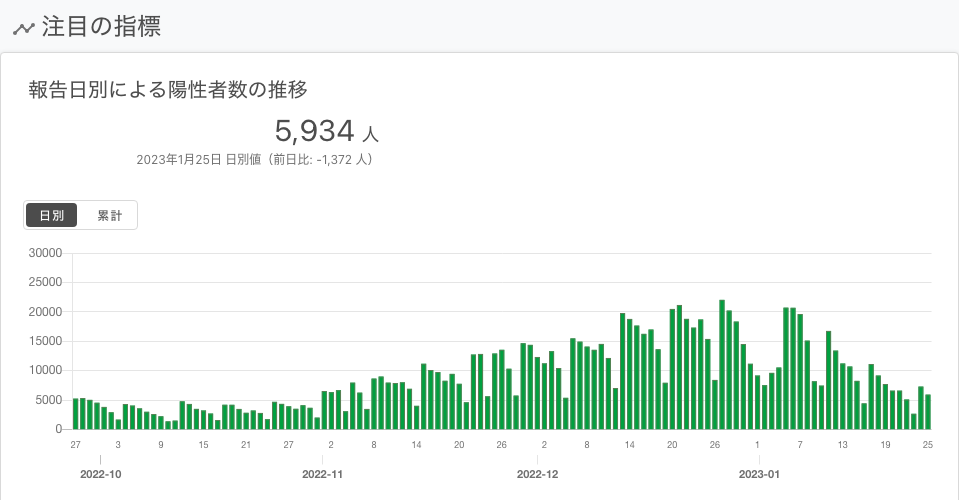 注目の指標
報告日別による陽性者数の推移
5,934 人
2023年1月25日 日別値（前日比: -1,372 人）
日別 累計
30000
25000
20000
15000
10000
5000
0
27 3 9 15 21 27 2 8 14 20 26 2 8 14 20 26 1 7 13 19 25
2022-10 2022-11 2022-12 2023-01